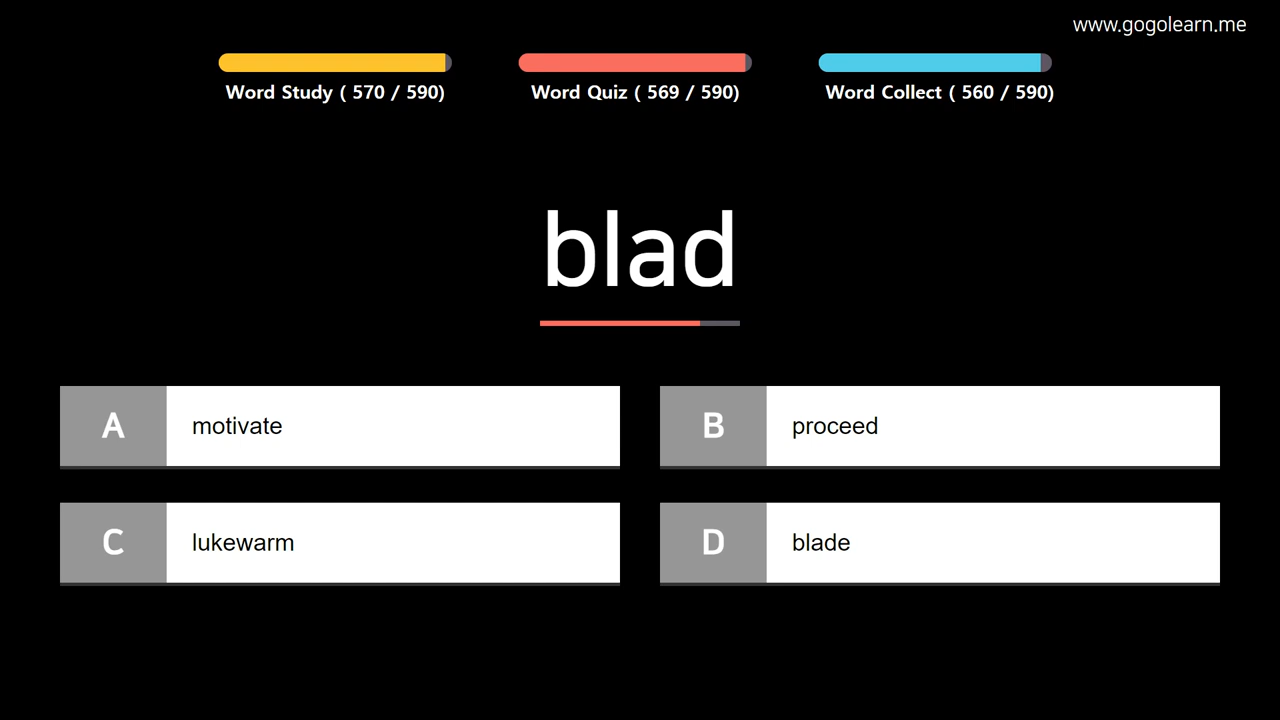 www.gogolearn.me
Word Study ( 570 / 590)
Word Quiz ( 569 / 590)
Word Collect ( 560 / 590)
blad
A motivate
B proceed
C lukewarm
D blade